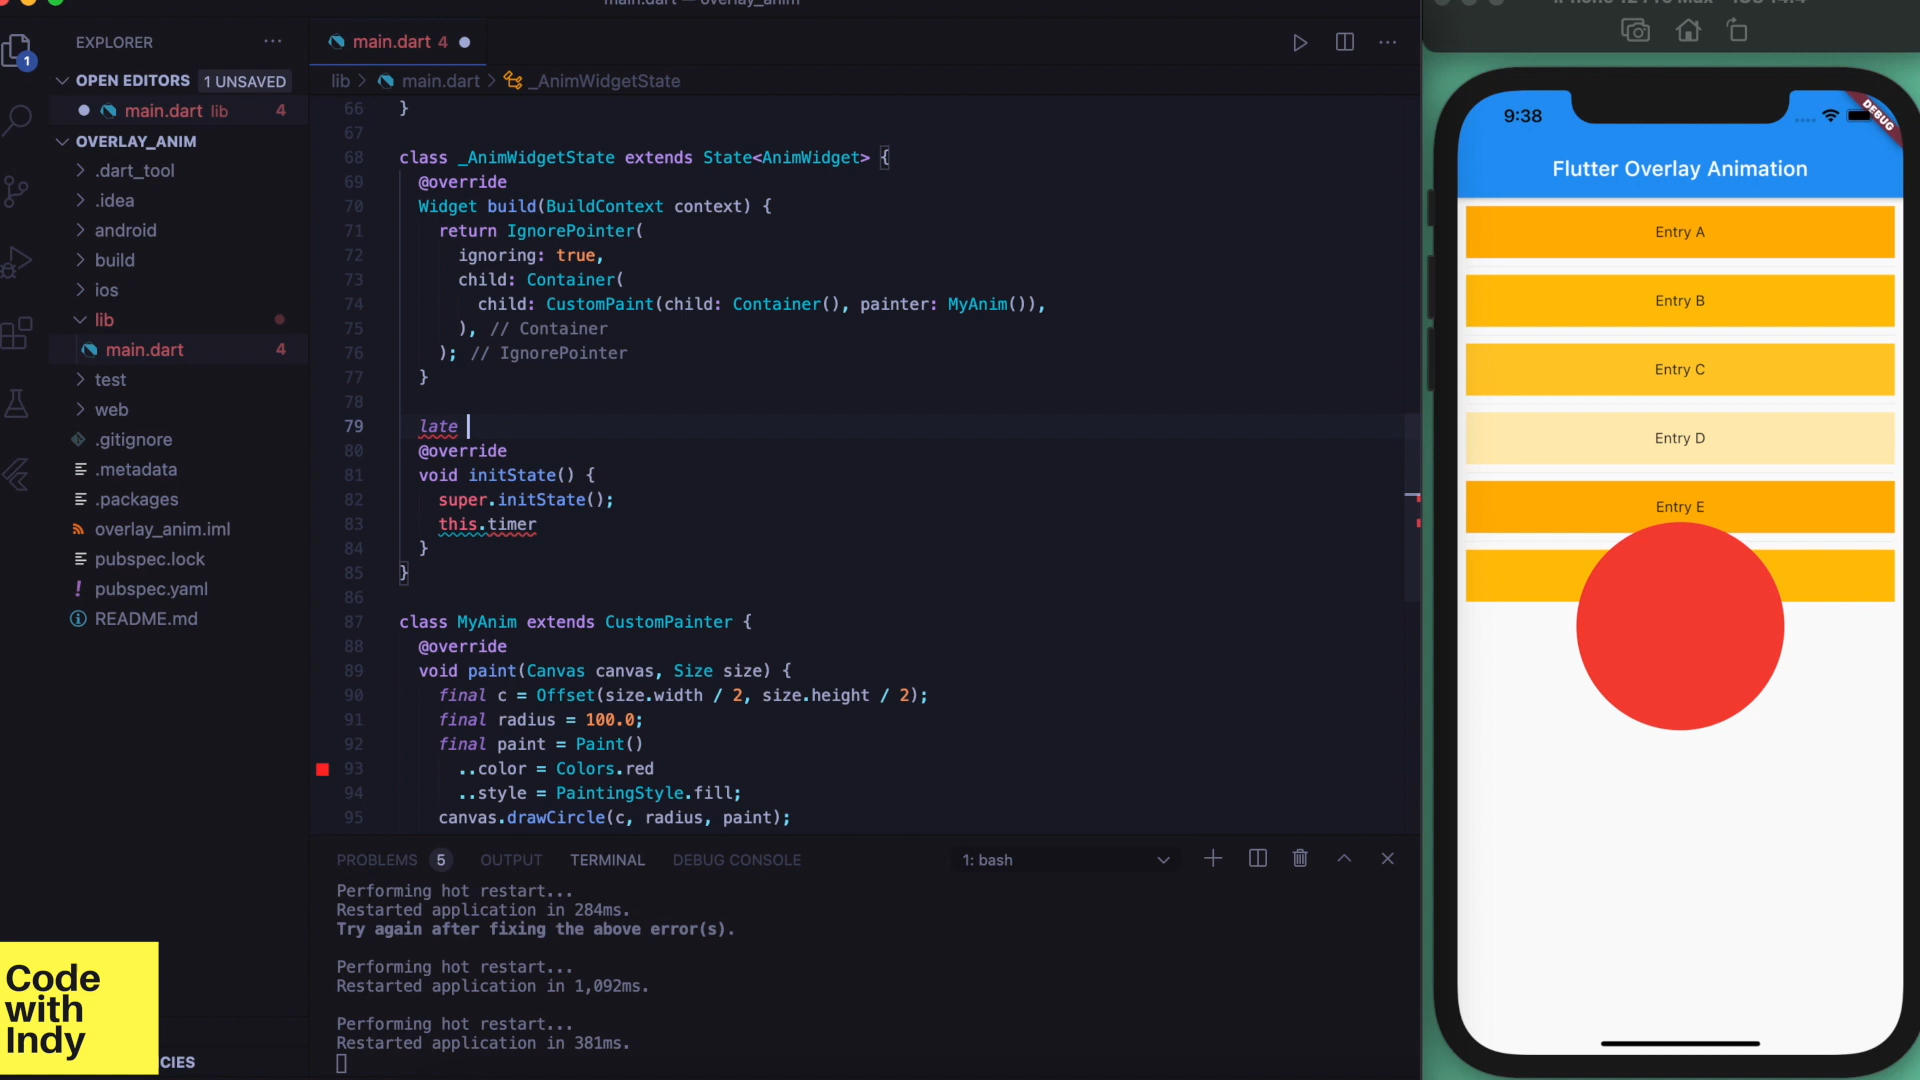 main.dart — overlay_anim
EXPLORER
OPEN EDITORS 1 UNSAVED
main.dart lib 4
OVERLAY_ANIM
.dart_tool
.idea
android
build
ios
lib
main.dart 4
test
web
.gitignore
.metadata
.packages
overlay_anim.iml
pubspec.lock
pubspec.yaml
README.md
CIES
1
Code
with
Indy
main.dart 4
lib > main.dart > _AnimWidgetState
66 }
67
68 class _AnimWidgetState extends State<AnimWidget> {
69 @override
70 Widget build(BuildContext context) {
71 return IgnorePointer(
72 ignoring: true,
73 child: Container(
74 child: CustomPaint(child: Container(), painter: MyAnim()),
75 ), // Container
76 ); // IgnorePointer
77 }
78
79 late
80 @override
81 void initState() {
82 super.initState();
83 this.timer
84 }
85 }
86
87 class MyAnim extends CustomPainter {
88 @override
89 void paint(Canvas canvas, Size size) {
90 final c = Offset(size.width / 2, size.height / 2);
91 final radius = 100.0;
92 final paint = Paint()
93 ..color = Colors.red
94 ..style = PaintingStyle.fill;
95 canvas.drawCircle(c, radius, paint);
PROBLEMS 5 OUTPUT TERMINAL DEBUG CONSOLE 1: bash
Performing hot restart...
Restarted application in 284ms.
Try again after fixing the above error(s).
Performing hot restart...
Restarted application in 1,092ms.
Performing hot restart...
Restarted application in 381ms.
9:38
DEBUG
Flutter Overlay Animation
Entry A
Entry B
Entry C
Entry D
Entry E